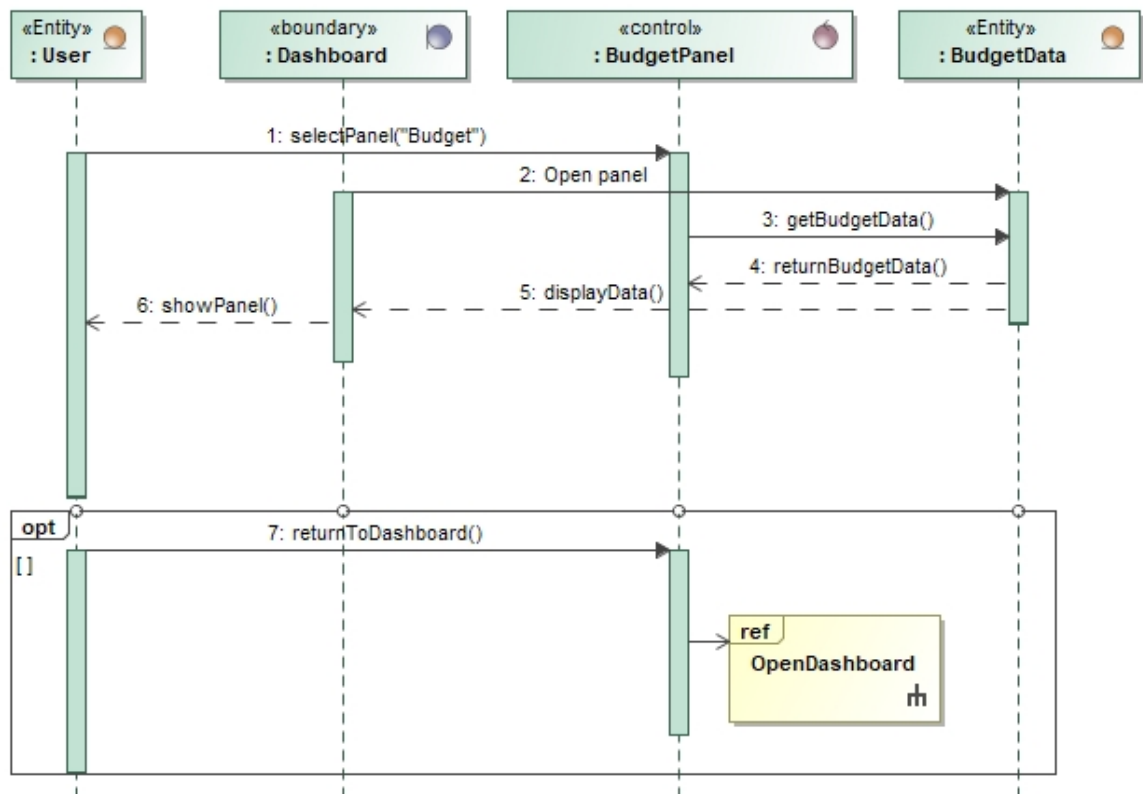 «Entity»
: User
«boundary»
: Dashboard
«control»
: BudgetPanel
«Entity»
: BudgetData
1: selectPanel("Budget")
2: Open panel
3: getBudgetData()
4: returnBudgetData()
5: displayData()
6: showPanel()
opt
[ ]
7: returnToDashboard()
ref
OpenDashboard